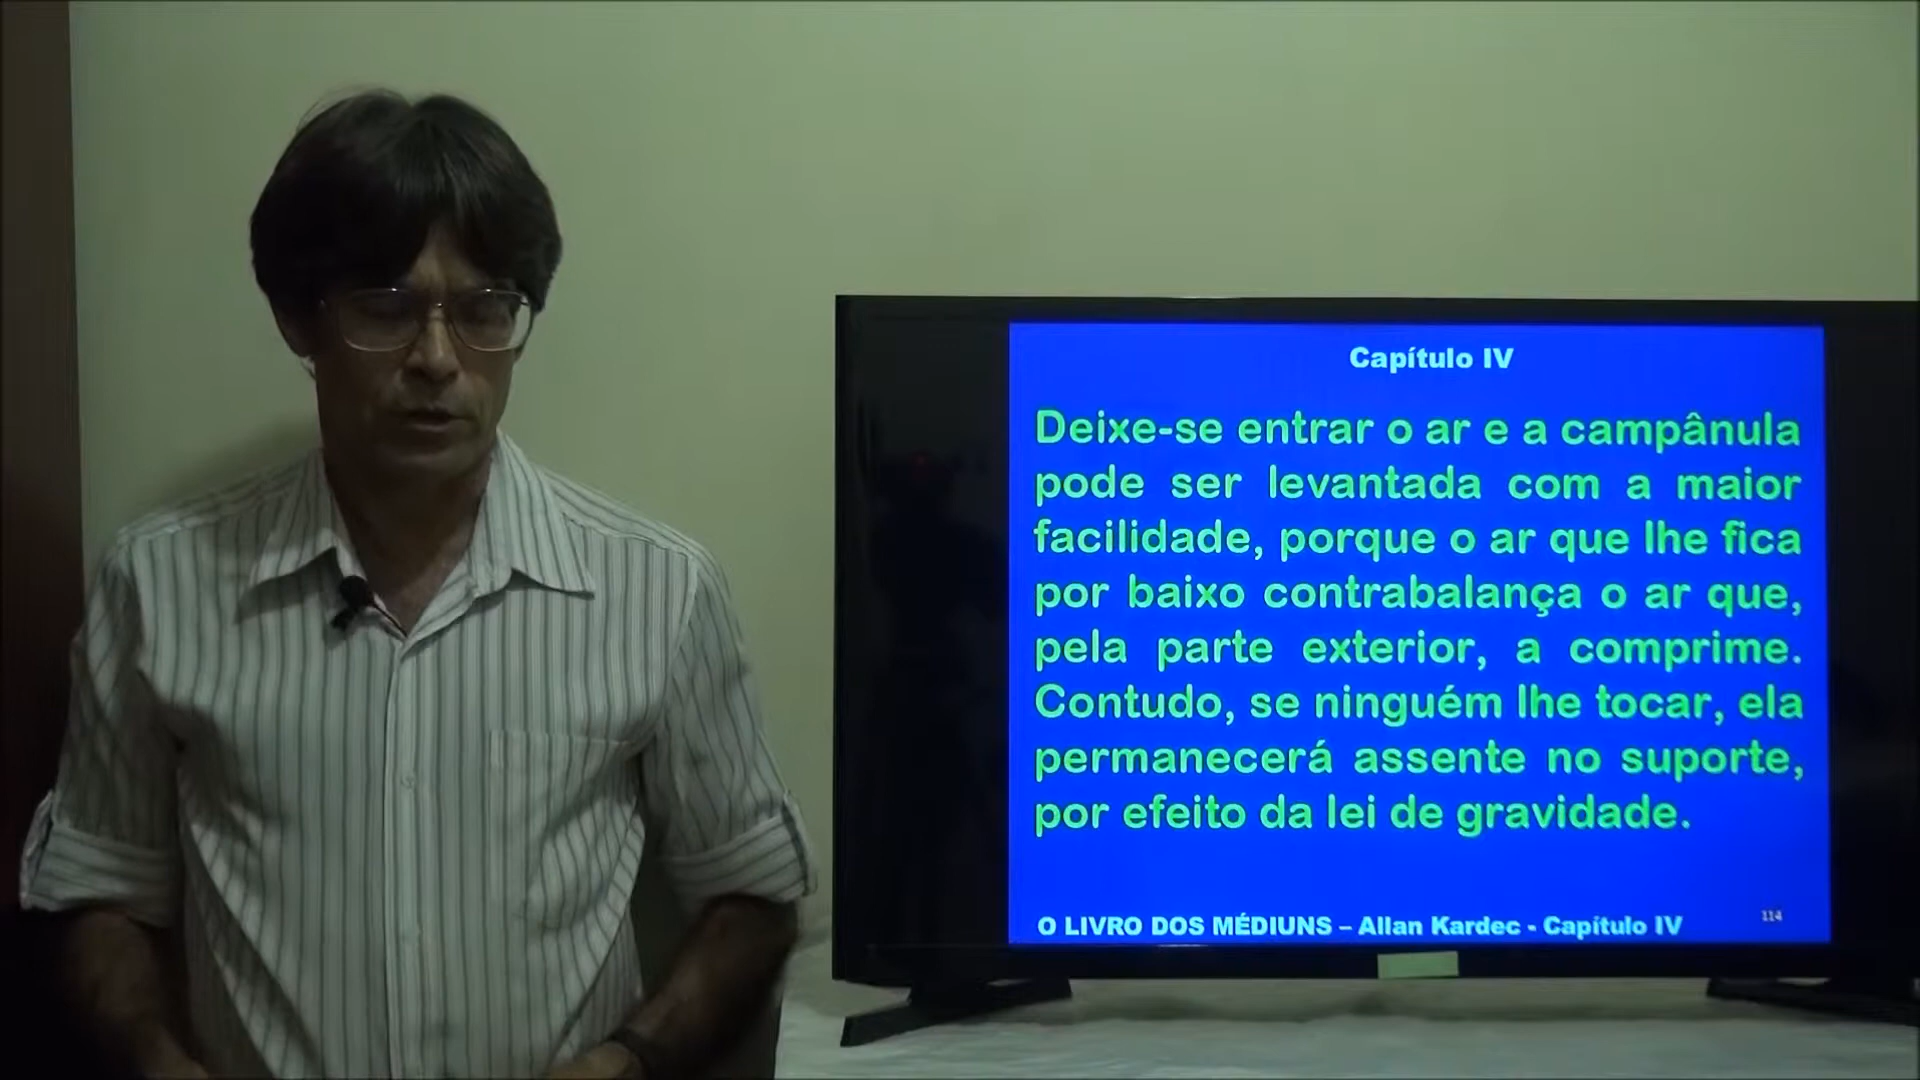 Capítulo IV
Deixe-se entrar o ar e a campânula
pode ser levantada com a maior
facilidade, porque o ar que lhe fica
por baixo contrabalança o ar que,
pela parte exterior, a comprime.
Contudo, se ninguém lhe tocar, ela
permanecerá assente no suporte,
por efeito da lei de gravidade.
O LIVRO DOS MÉDIUNS – Allan Kardec - Capítulo IV
114